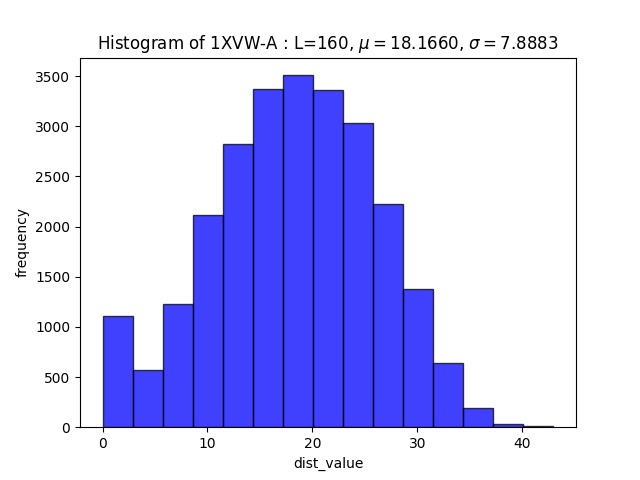 Histogram of 1XVW-A : L=160, μ = 18.1660, σ = 7.8883
3500
3000
2500
2000
1500
1000
500
0
frequency
0 10 20 30 40
dist_value